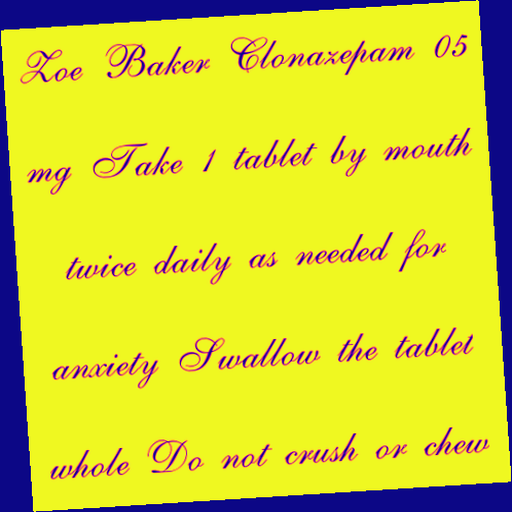 Zoe Baker Clonazepam 05
mg Take 1 tablet by mouth
twice daily as needed for
anxiety Swallow the tablet
whole Do not crush or chew